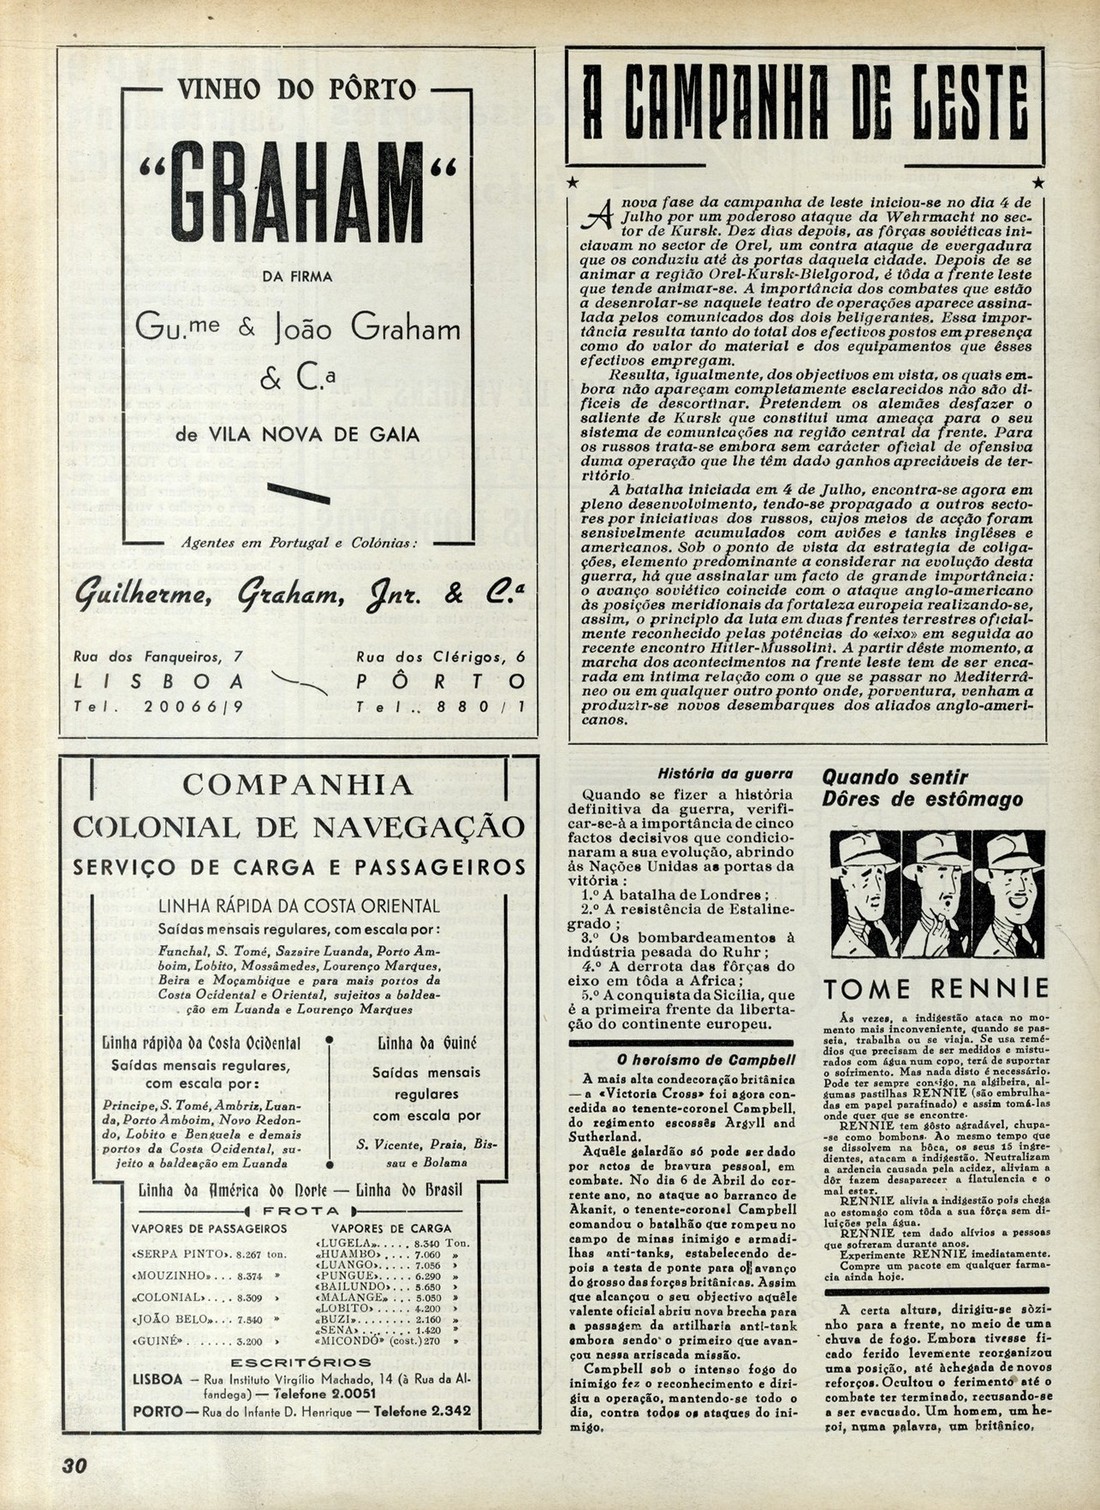 VINHO DO PÔRTO
“GRAHAM“
DA FIRMA
Gu.me & João Graham
& C.a
de VILA NOVA DE GAIA
Agentes em Portugal e Colónias:
Guilherme, Graham, Jnr. & C.a
Rua dos Fanqueiros, 7
LISBOA
Tel. 20066/9
Rua dos Clérigos, 6
PÔRTO
Tel.. 880/1
COMPANHIA
COLONIAL DE NAVEGAÇÃO
SERVIÇO DE CARGA E PASSAGEIROS
LINHA RÁPIDA DA COSTA ORIENTAL
Saídas mensais regulares, com escala por:
Funchal, S. Tomé, Sazaire Luanda, Porto Am-
boim, Lobito, Mossâmedes, Lourenço Marques,
Beira e Moçambique e para mais portos da
Costa Ocidental e Oriental, sujeitos a baldea-
ção em Luanda e Lourenço Marques
Linha rápida da Costa Ocidental
Saídas mensais regulares,
com escala por:
Principe, S. Tomé, Ambriz, Luan-
da, Porto Amboim, Novo Redon-
do, Lobito e Benguela e demais
portos da Costa Ocidental, su-
jeito a baldeação em Luanda
Linha da Guiné
Saídas mensais
regulares
com escala por
S. Vicente, Praia, Bis-
sau e Bolama
Linha da América do Norte — Linha do Brasil
FROTA
VAPORES DE PASSAGEIROS
«SERPA PINTO». 8.267 ton.
«MOUZINHO»... 8.374 »
«COLONIAL».... 8.309 »
«JOÃO BELO»... 7.540 »
«GUINÉ» ...... 3.200 »
VAPORES DE CARGA
«LUGELA»..... 8.340 Ton.
«HUAMBO».... 7.060 »
«LUANGO»..... 7.056 »
«PUNGUE»..... 6.290 »
«BAILUNDO»... 5.650 »
«MALANGE» ... 5.050 »
«LOBITO»...... 4.200 »
«BUZI»........ 2.160 »
«SENA»....... 1.420 »
«MICONDÓ» (cost.) 270 »
ESCRITÓRIOS
LISBOA – Rua Instituto Virgílio Machado, 14 (à Rua da Al-
fandega) — Telefone 2.0051
PORTO — Rua do Infante D. Henrique — Telefone 2.342
30
A CAMPANHA DE LESTE
A nova fase da campanha de leste iniciou-se no dia 4 de
Julho por um poderoso ataque da Wehrmacht no sec-
tor de Kursk. Dez dias depois, as fôrças soviéticas ini-
ciavam no sector de Orel, um contra ataque de evergadura
que os conduziu até às portas daquela cidade. Depois de se
animar a região Orel-Kursk-Bielgorod, é tôda a frente leste
que tende animar-se. A importância dos combates que estão
a desenrolar-se naquele teatro de operações aparece assina-
lada pelos comunicados dos dois beligerantes. Essa impor-
tância resulta tanto do total dos efectivos postos em presença
como do valor do material e dos equipamentos que êsses
efectivos empregam.
Resulta, igualmente, dos objectivos em vista, os quais em-
bora não apareçam completamente esclarecidos não são di-
fíceis de descortinar. Pretendem os alemães desfazer o
saliente de Kursk que constitui uma ameaça para o seu
sistema de comunicações na região central da frente. Para
os russos trata-se embora sem carácter oficial de ofensiva
duma operação que lhe têm dado ganhos apreciáveis de ter-
ritório.
A batalha iniciada em 4 de Julho, encontra-se agora em
pleno desenvolvimento, tendo-se propagado a outros secto-
res por iniciativas dos russos, cujos meios de acção foram
sensivelmente acumulados com aviões e tanks inglêses e
americanos. Sob o ponto de vista da estrategia de coliga-
ções, elemento predominante a considerar na evolução desta
guerra, há que assinalar um facto de grande importância:
o avanço soviético coincide com o ataque anglo-americano
às posições meridionais da fortaleza europeia realizando-se,
assim, o princípio da luta em duas frentes terrestres oficial-
mente reconhecido pelas potências do «eixo» em seguida ao
recente encontro Hitler-Mussolini. A partir dêste momento, a
marcha dos acontecimentos na frente leste tem de ser enca-
rada em íntima relação com o que se passar no Mediterrâ-
neo ou em qualquer outro ponto onde, porventura, venham a
produzir-se novos desembarques dos aliados anglo-ameri-
canos.
História da guerra
Quando se fizer a história
definitiva da guerra, verifi-
car-se-à a importância de cinco
factos decisivos que condicio-
naram a sua evolução, abrindo
às Nações Unidas as portas da
vitória:
1.º A batalha de Londres;
2.º A resistência de Estaline-
grado;
3.º Os bombardeamentos à
indústria pesada do Ruhr;
4.º A derrota das fôrças do
eixo em tôda a Africa;
5.º A conquista da Sicilia, que
é a primeira frente da liberta-
ção do continente europeu.
O heroísmo de Campbell
A mais alta condecoração britânica
— a «Victoria Cross» foi agora con-
cedida ao tenente-coronel Campbell,
do regimento escossês Argyll and
Sutherland.
Aquêle galardão só pode ser dado
por actos de bravura pessoal, em
combate. No dia 6 de Abril do cor-
rente ano, no ataque ao barranco de
Akanit, o tenente-coronel Campbell
comandou o batalhão que rompeu no
campo de minas inimigo e armadi-
lhas anti-tanks, estabelecendo de-
pois a testa de ponte para o avanço
do grosso das forças britânicas. Assim
que alcançou o seu objectivo aquêle
valente oficial abriu nova brecha para
a passagem da artilharia anti-tank
embora sendo o primeiro que avan-
çou nessa arriscada missão.
Campbell sob o intenso fogo do
inimigo fez o reconhecimento e diri-
giu a operação, mantendo-se todo o
dia, contra todos os ataques do ini-
migo.
Quando sentir
Dôres de estômago
TOME RENNIE
Ás vezes, a indigestão ataca no mo-
mento mais inconveniente, quando se pas-
seia, trabalha ou se viaja. Se usa remé-
dios que precisam de ser medidos e mistu-
rados com água num copo, terá de suportar
o sofrimento. Mas nada disto é necessário.
Pode ter sempre consigo, na algibeira, al-
gumas pastilhas RENNIE (são embrulha-
das em papel parafinado) e assim tomá-las
onde quer que se encontre.
RENNIE tem gôsto agradável, chupa-
-se como bombons. Ao mesmo tempo que
se dissolvem na bôca, os seus 15 ingre-
dientes, atacam a indigestão. Neutralizam
a ardencia causada pela acidez, aliviam a
dôr fazem desaparecer a flatulencia e o
mal estar.
RENNIE alivia a indigestão pois chega
ao estomago com tôda a sua fôrça sem di-
luições pela água.
RENNIE tem dado alívios a pessoas
que sofreram durante anos.
Experimente RENNIE imediatamente.
Compre um pacote em qualquer farma-
cia ainda hoje.
A certa altura, dirigiu-se sòzi-
nho para a frente, no meio de uma
chuva de fogo. Embora tivesse fi-
cado ferido levemente reorganizou
uma posição, até àchegada de novos
reforços. Ocultou o ferimento até o
combate ter terminado, recusando-se
a ser evacuado. Um homem, um he-
roi, numa palavra, um britânico.